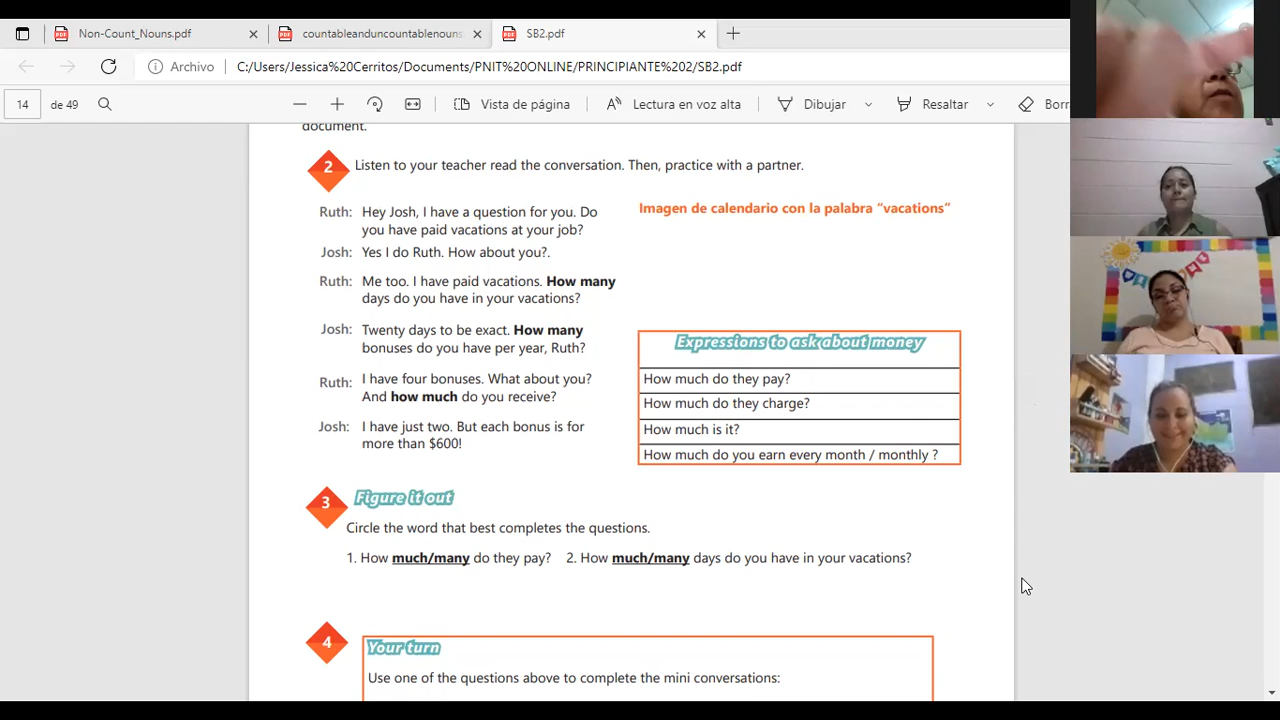 Non-Count_Nouns.pdf
countableanduncountablenouns.
SB2.pdf
Archivo
C:/Users/Jessica%20Cerritos/Documents/PNIT%20ONLINE/PRINCIPIANTE%202/SB2.pdf
14
de 49
Vista de página
Lectura en voz alta
Dibujar
Resaltar
Borr
document.
2
Listen to your teacher read the conversation. Then, practice with a partner.
Ruth: Hey Josh, I have a question for you. Do
you have paid vacations at your job?
Josh: Yes I do Ruth. How about you?.
Ruth: Me too. I have paid vacations. How many
days do you have in your vacations?
Josh: Twenty days to be exact. How many
bonuses do you have per year, Ruth?
Ruth: I have four bonuses. What about you?
And how much do you receive?
Josh: I have just two. But each bonus is for
more than $600!
Imagen de calendario con la palabra “vacations”
Expressions to ask about money
How much do they pay?
How much do they charge?
How much is it?
How much do you earn every month / monthly ?
3
Figure it out
Circle the word that best completes the questions.
1. How much/many do they pay? 2. How much/many days do you have in your vacations?
4
Your turn
Use one of the questions above to complete the mini conversations: